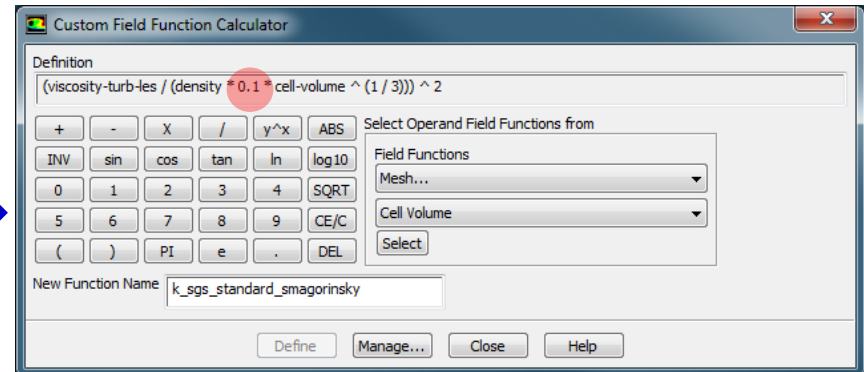 Custom Field Function Calculator
x
Definition
(viscosity-turb-les / (density * 0.1 * cell-volume ^ (1 / 3))) ^ 2
+ - X / y^x ABS
INV sin cos tan ln log10
0 1 2 3 4 SQRT
5 6 7 8 9 CE/C
( ) PI e . DEL
Select Operand Field Functions from
Field Functions
Mesh...
Cell Volume
Select
New Function Name k_sgs_standard_smagorinsky
Define Manage... Close Help